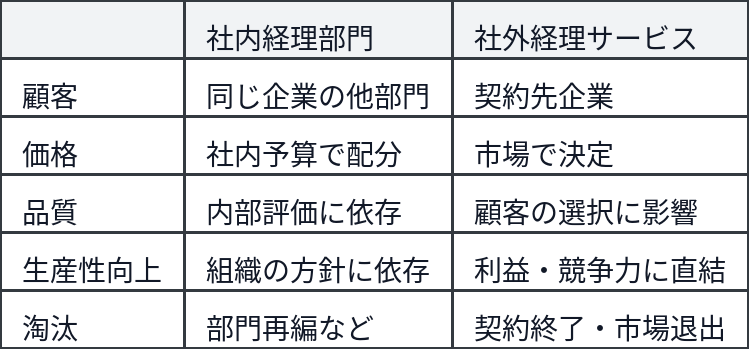 社内経理部門 社外経理サービス
顧客 同じ企業の他部門 契約先企業
価格 社内予算で配分 市場で決定
品質 内部評価に依存 顧客の選択に影響
生産性向上 組織の方針に依存 利益・競争力に直結
淘汰 部門再編など 契約終了・市場退出